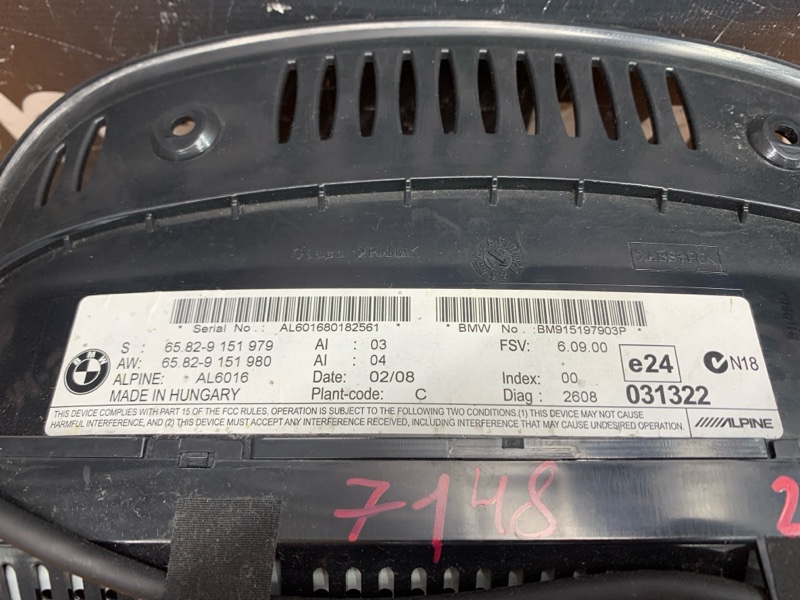 * Serial No : AL601680182561 * * BMW No : BM915197903P *
S : 65.82-9 151 979 AI : 03 FSV: 6.09.00
AW: 65.82-9 151 980 AI : 04
ALPINE: AL6016 Date: 02/08 Index: 00
MADE IN HUNGARY Plant-code: C Diag : 2608
BMW
e24
031322
N18
THIS DEVICE COMPLIES WITH PART 15 OF THE FCC RULES. OPERATION IS SUBJECT TO THE FOLLOWING TWO CONDITIONS.(1) THIS DEVICE MAY NOT CAUSE
HARMFUL INTERFERENCE, AND (2) THIS DEVICE MUST ACCEPT ANY INTERFERENCE RECEIVED, INCLUDING INTERFERENCE THAT MAY CAUSE UNDESIRED OPERATION.
ALPINE
7148
2